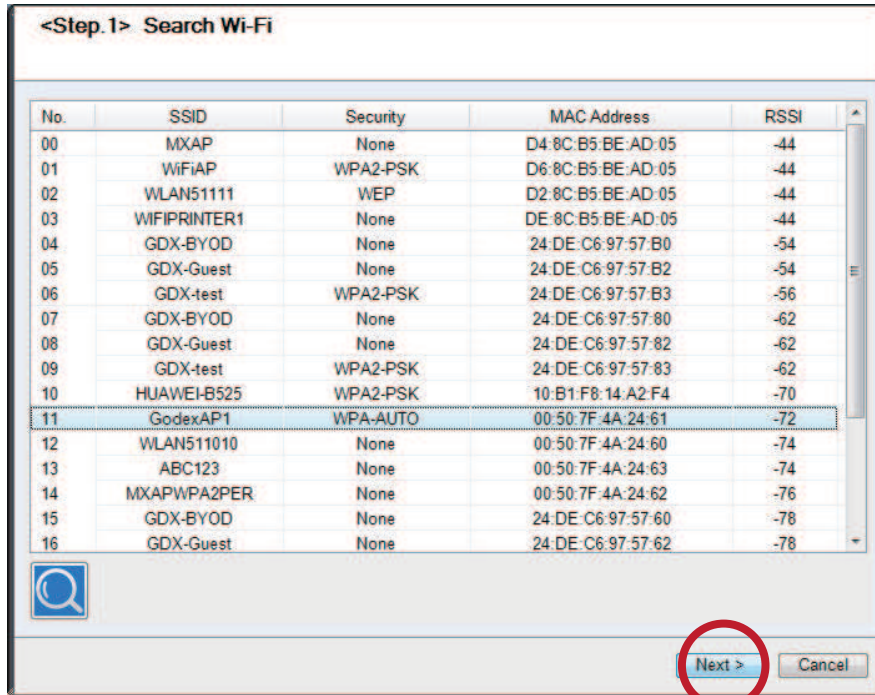 <Step.1> Search Wi-Fi
No. SSID Security MAC Address RSSI
00 MXAP None D4:8C:B5:BE:AD:05 -44
01 WiFiAP WPA2-PSK D6:8C:B5:BE:AD:05 -44
02 WLAN51111 WEP D2:8C:B5:BE:AD:05 -44
03 WIFIPRINTER1 None DE:8C:B5:BE:AD:05 -44
04 GDX-BYOD None 24:DE:C6:97:57:B0 -54
05 GDX-Guest None 24:DE:C6:97:57:B2 -54
06 GDX-test WPA2-PSK 24:DE:C6:97:57:B3 -56
07 GDX-BYOD None 24:DE:C6:97:57:80 -62
08 GDX-Guest None 24:DE:C6:97:57:82 -62
09 GDX-test WPA2-PSK 24:DE:C6:97:57:83 -62
10 HUAWEI-B525 WPA2-PSK 10:B1:F8:14:A2:F4 -70
11 GodexAP1 WPA-AUTO 00:50:7F:4A:24:61 -72
12 WLAN511010 None 00:50:7F:4A:24:60 -74
13 ABC123 None 00:50:7F:4A:24:63 -74
14 MXAPWPA2PER None 00:50:7F:4A:24:62 -76
15 GDX-BYOD None 24:DE:C6:97:57:60 -78
16 GDX-Guest None 24:DE:C6:97:57:62 -78
Next > Cancel